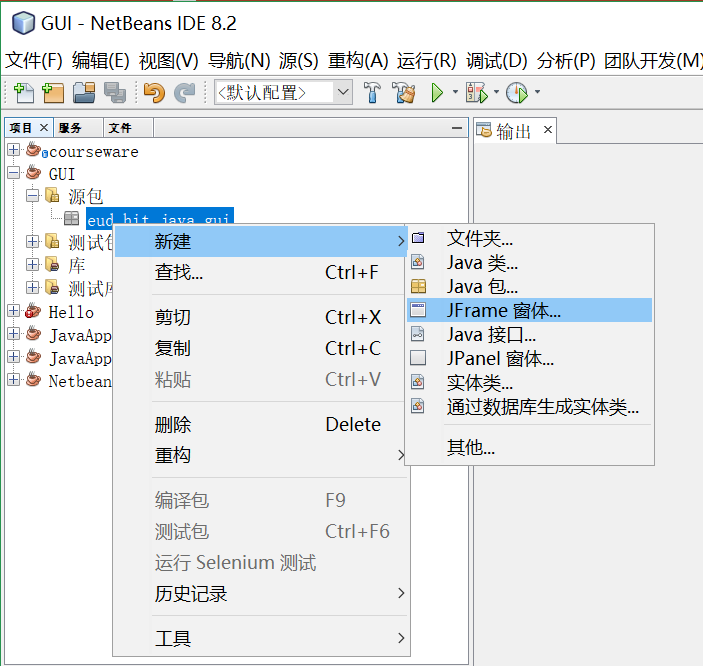 GUI - NetBeans IDE 8.2
文件(F) 编辑(E) 视图(V) 导航(N) 源(S) 重构(A) 运行(R) 调试(D) 分析(P) 团队开发(M)
<默认配置>
项目 × 服务 文件
输出 ×
courseware
GUI
源包
eud.hit.java.gui
测试包
库
测试库
Hello
JavaApp
JavaApp
Netbean
新建
查找... Ctrl+F
剪切 Ctrl+X
复制 Ctrl+C
粘贴 Ctrl+V
删除 Delete
重构
编译包 F9
测试包 Ctrl+F6
运行 Selenium 测试
历史记录
工具
文件夹...
Java 类...
Java 包...
JFrame 窗体...
Java 接口...
JPanel 窗体...
实体类...
通过数据库生成实体类...
其他...